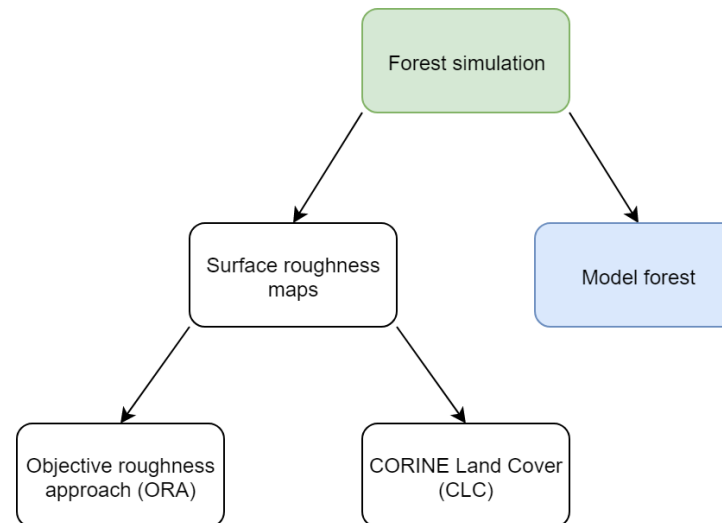 Forest simulation
Surface roughness
maps
Model forest
Objective roughness
approach (ORA)
CORINE Land Cover
(CLC)